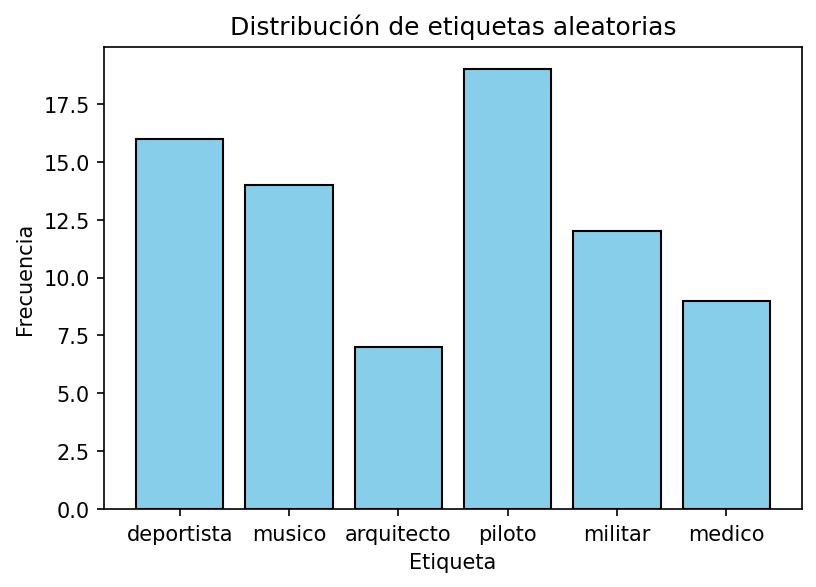 Distribución de etiquetas aleatorias
17.5
15.0
12.5
10.0
7.5
5.0
2.5
0.0
Frecuencia
deportista musico arquitecto piloto militar medico
Etiqueta